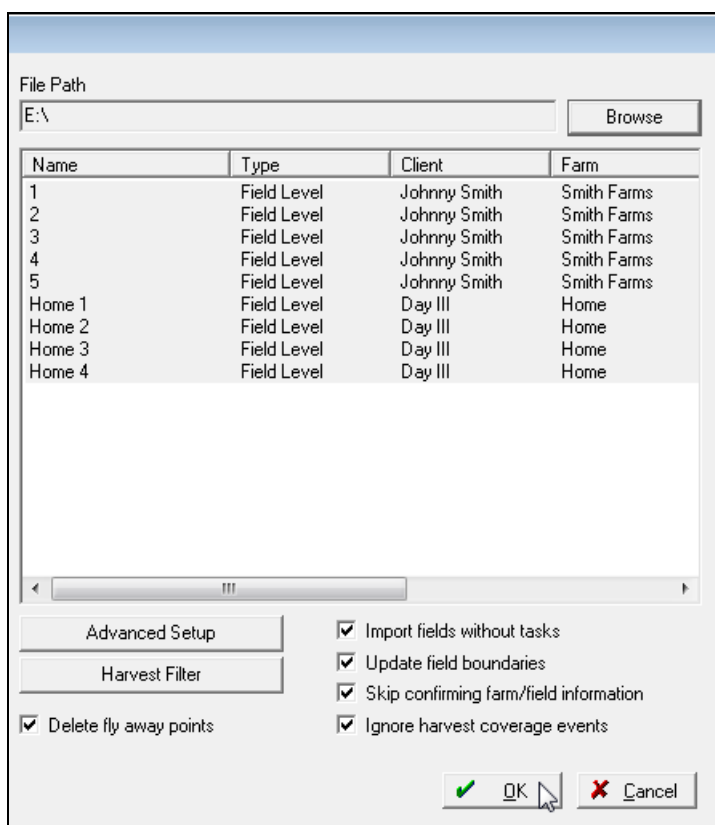 File Path
E:\
Browse
Name Type Client Farm
1 Field Level Johnny Smith Smith Farms
2 Field Level Johnny Smith Smith Farms
3 Field Level Johnny Smith Smith Farms
4 Field Level Johnny Smith Smith Farms
5 Field Level Johnny Smith Smith Farms
Home 1 Field Level Day III Home
Home 2 Field Level Day III Home
Home 3 Field Level Day III Home
Home 4 Field Level Day III Home
Advanced Setup
Harvest Filter
Delete fly away points
Import fields without tasks
Update field boundaries
Skip confirming farm/field information
Ignore harvest coverage events
OK
Cancel